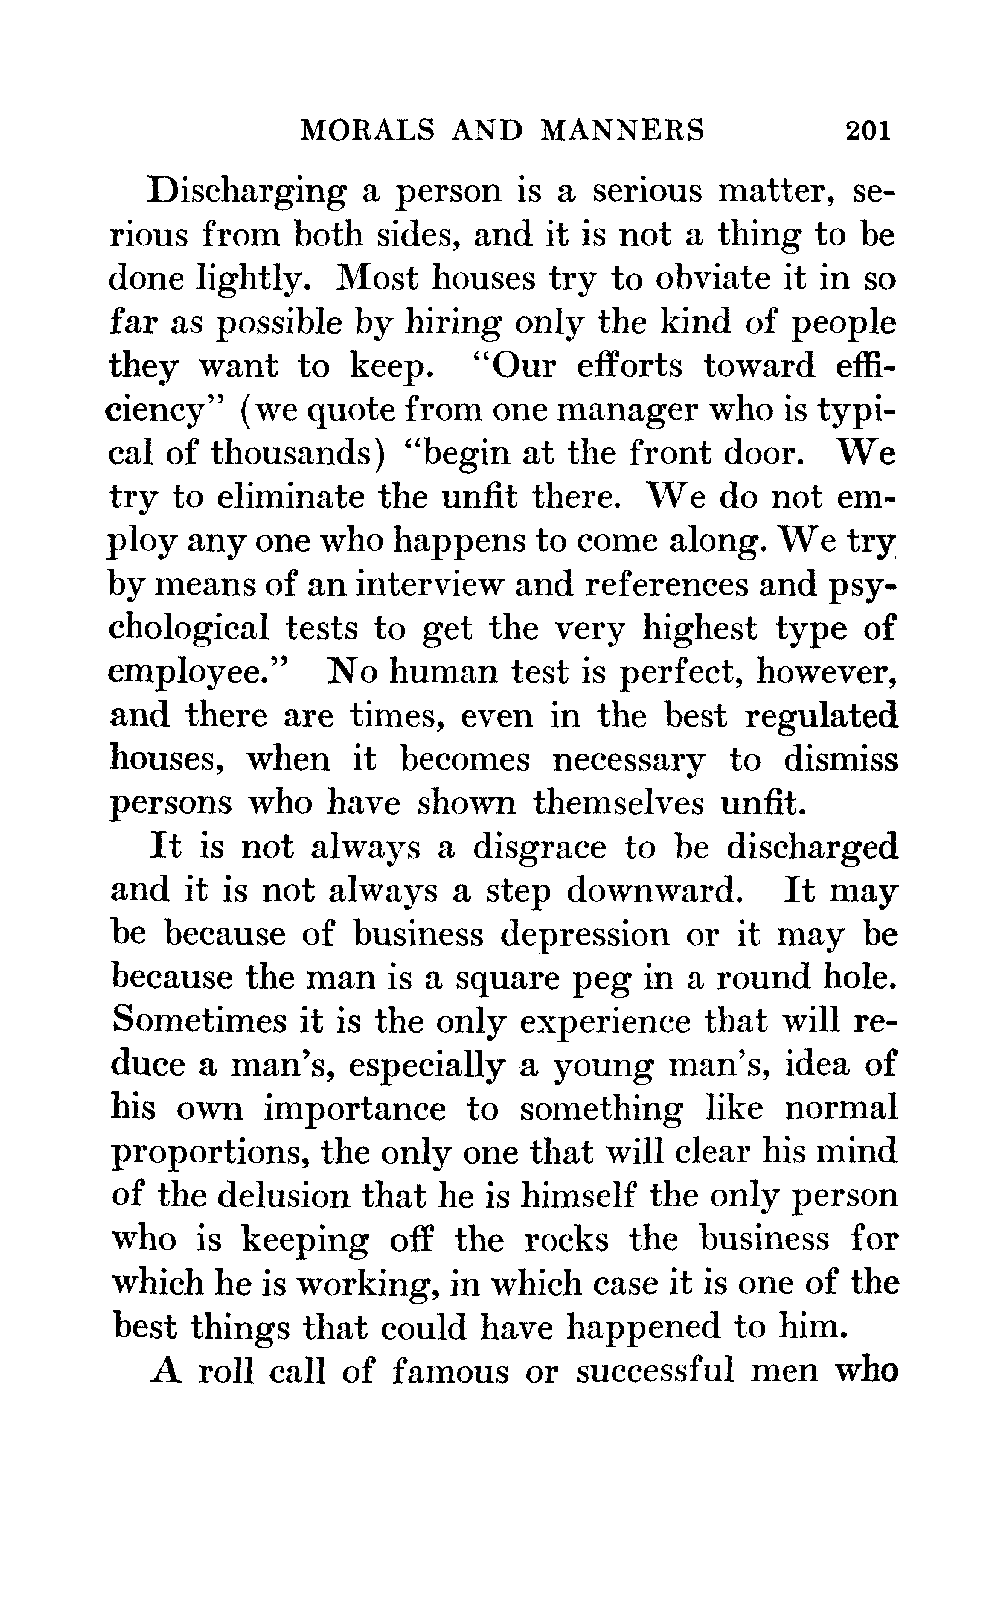 MORALS AND MANNERS 201
Discharging a person is a serious matter, se-
rious from both sides, and it is not a thing to be
done lightly. Most houses try to obviate it in so
far as possible by hiring only the kind of people
they want to keep. “Our efforts toward effi-
ciency” (we quote from one manager who is typi-
cal of thousands) “begin at the front door. We
try to eliminate the unfit there. We do not em-
ploy any one who happens to come along. We try
by means of an interview and references and psy-
chological tests to get the very highest type of
employee.” No human test is perfect, however,
and there are times, even in the best regulated
houses, when it becomes necessary to dismiss
persons who have shown themselves unfit.
It is not always a disgrace to be discharged
and it is not always a step downward. It may
be because of business depression or it may be
because the man is a square peg in a round hole.
Sometimes it is the only experience that will re-
duce a man’s, especially a young man’s, idea of
his own importance to something like normal
proportions, the only one that will clear his mind
of the delusion that he is himself the only person
who is keeping off the rocks the business for
which he is working, in which case it is one of the
best things that could have happened to him.
A roll call of famous or successful men who